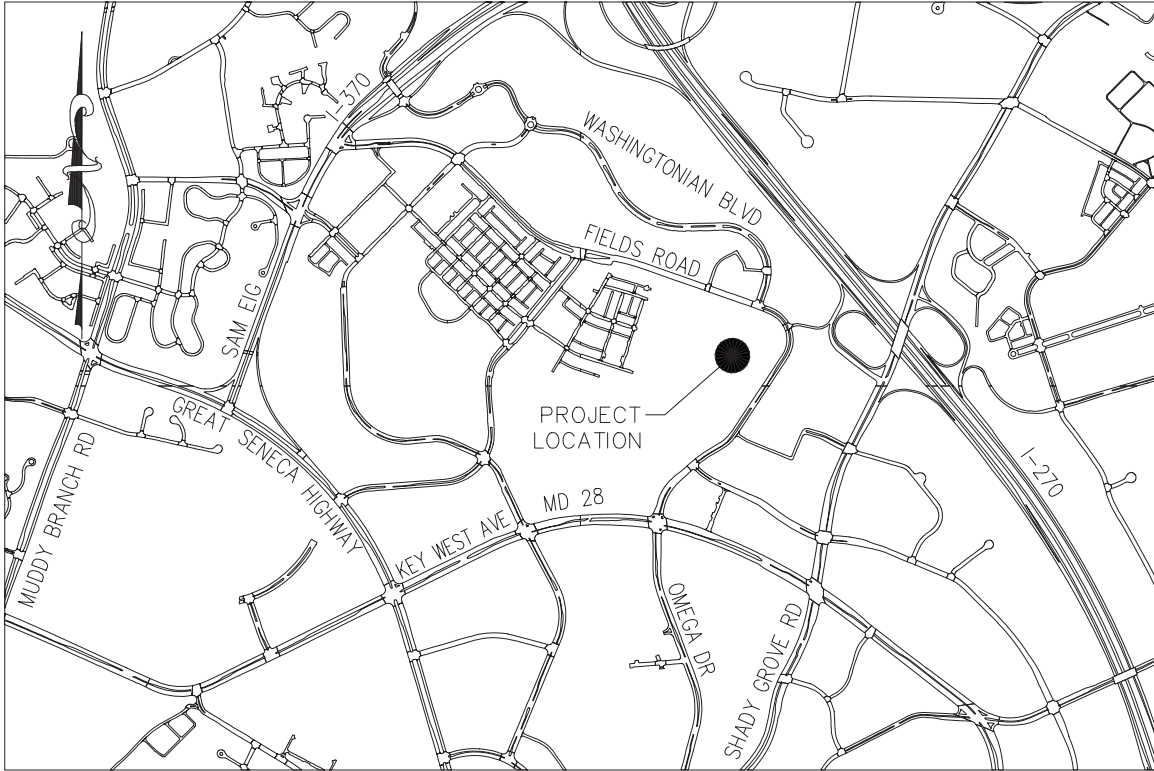 I-370
WASHINGTONIAN BLVD
FIELDS ROAD
SAM EIG
PROJECT
LOCATION
GREAT SENECA HIGHWAY
MUDDY BRANCH RD
I-270
MD 28
KEY WEST AVE
OMEGA DR
SHADY GROVE RD